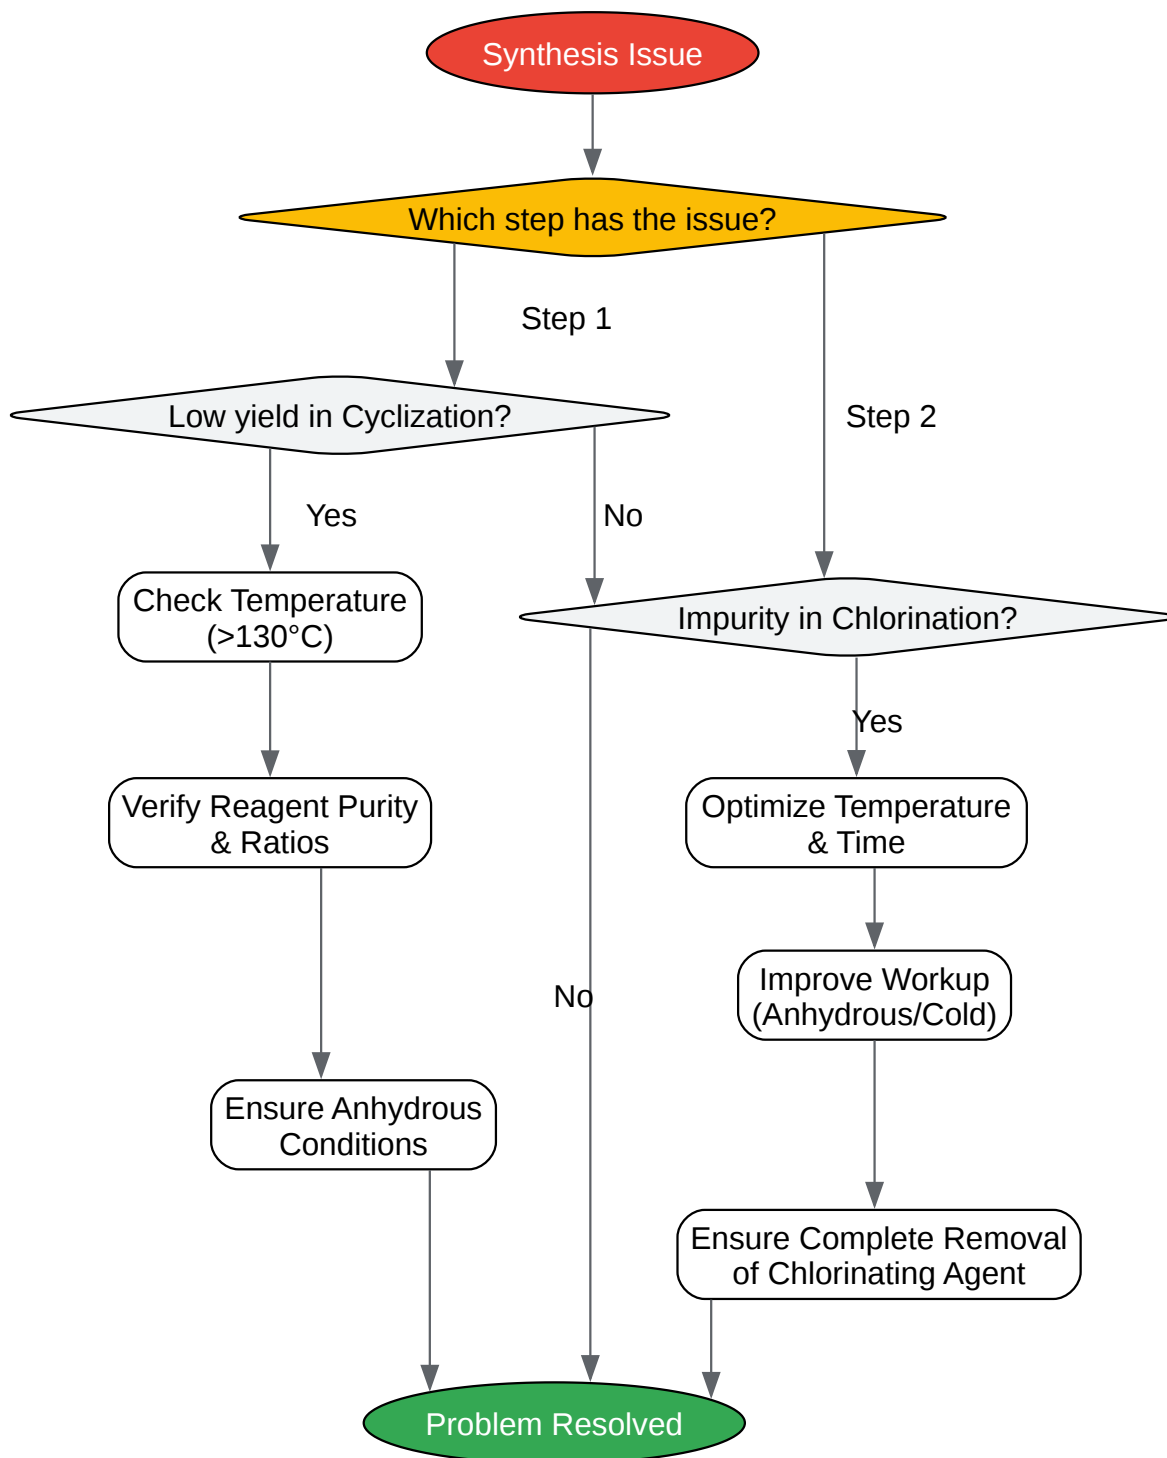 Synthesis Issue
Which step has the issue?
Step 1
Low yield in Cyclization?
Step 2
Yes
No
Check Temperature
(>130°C)
Impurity in Chlorination?
Yes
Verify Reagent Purity
& Ratios
Optimize Temperature
& Time
Improve Workup
(Anhydrous/Cold)
No
Ensure Anhydrous
Conditions
Ensure Complete Removal
of Chlorinating Agent
Problem Resolved